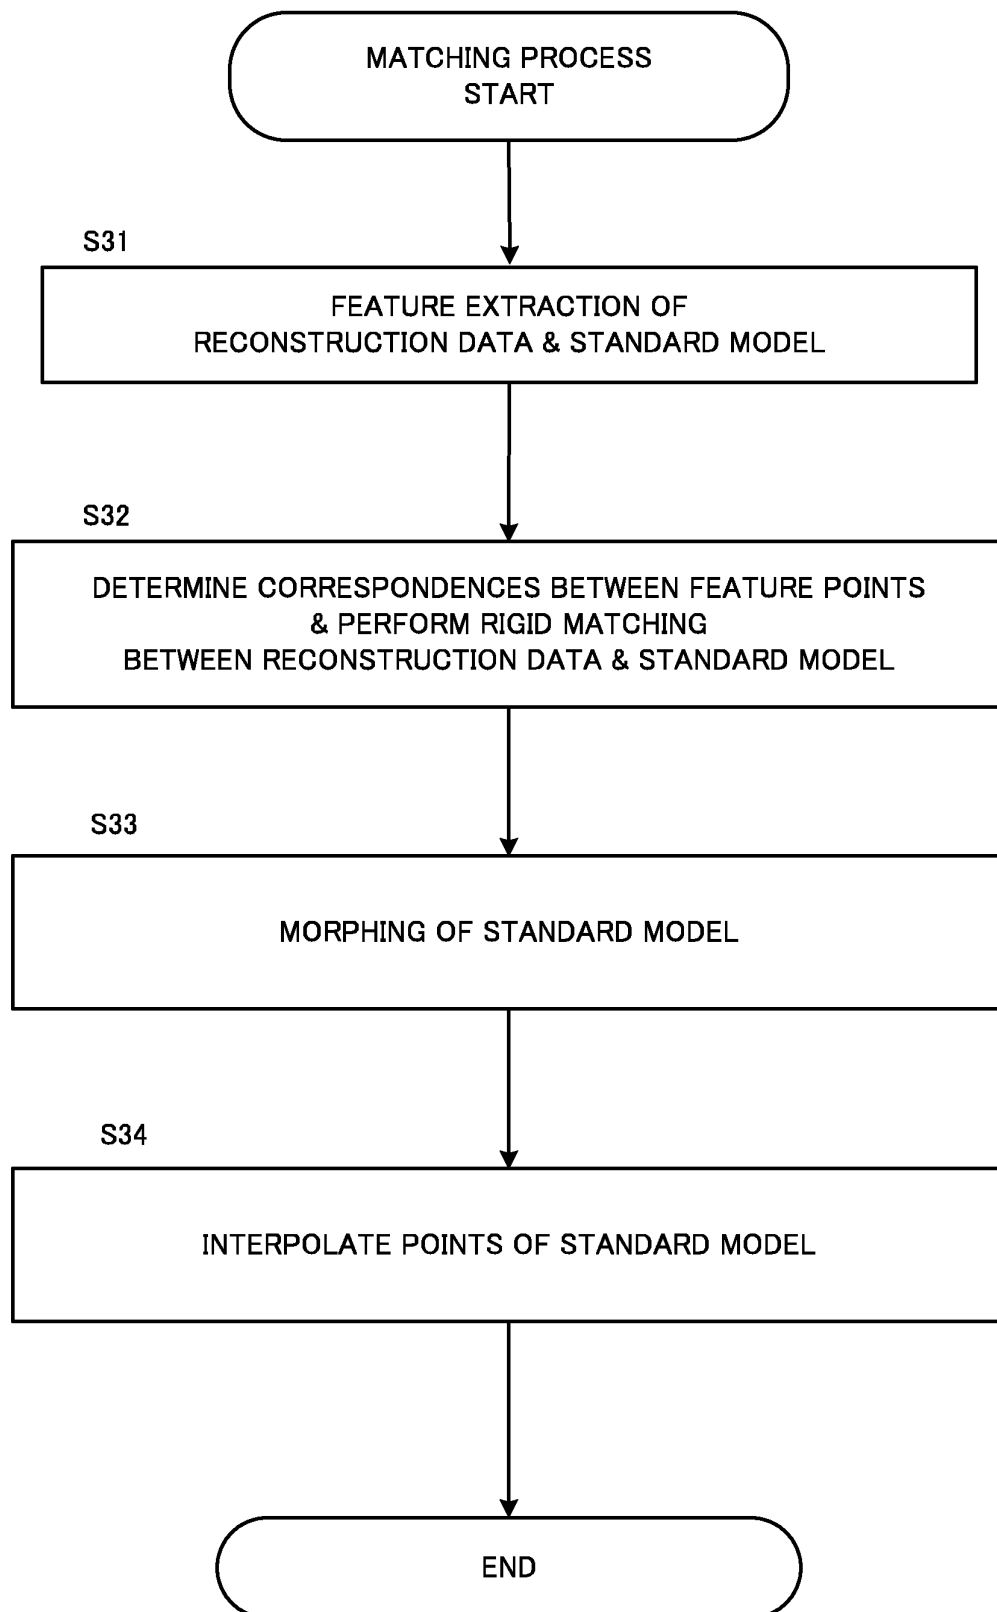 MATCHING PROCESS
START
S31
FEATURE EXTRACTION OF
RECONSTRUCTION DATA & STANDARD MODEL
S32
DETERMINE CORRESPONDENCES BETWEEN FEATURE POINTS
& PERFORM RIGID MATCHING
BETWEEN RECONSTRUCTION DATA & STANDARD MODEL
S33
MORPHING OF STANDARD MODEL
S34
INTERPOLATE POINTS OF STANDARD MODEL
END